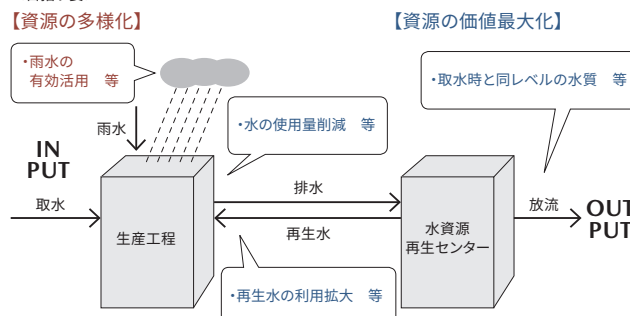 【資源の多様化】
【資源の価値最大化】
・雨水の
有効活用 等
・取水時と同レベルの水質 等
・水の使用量削減 等
雨水
IN
PUT
取水
生産工程
排水
再生水
水資源
再生センター
放流
OUT
PUT
・再生水の利用拡大 等